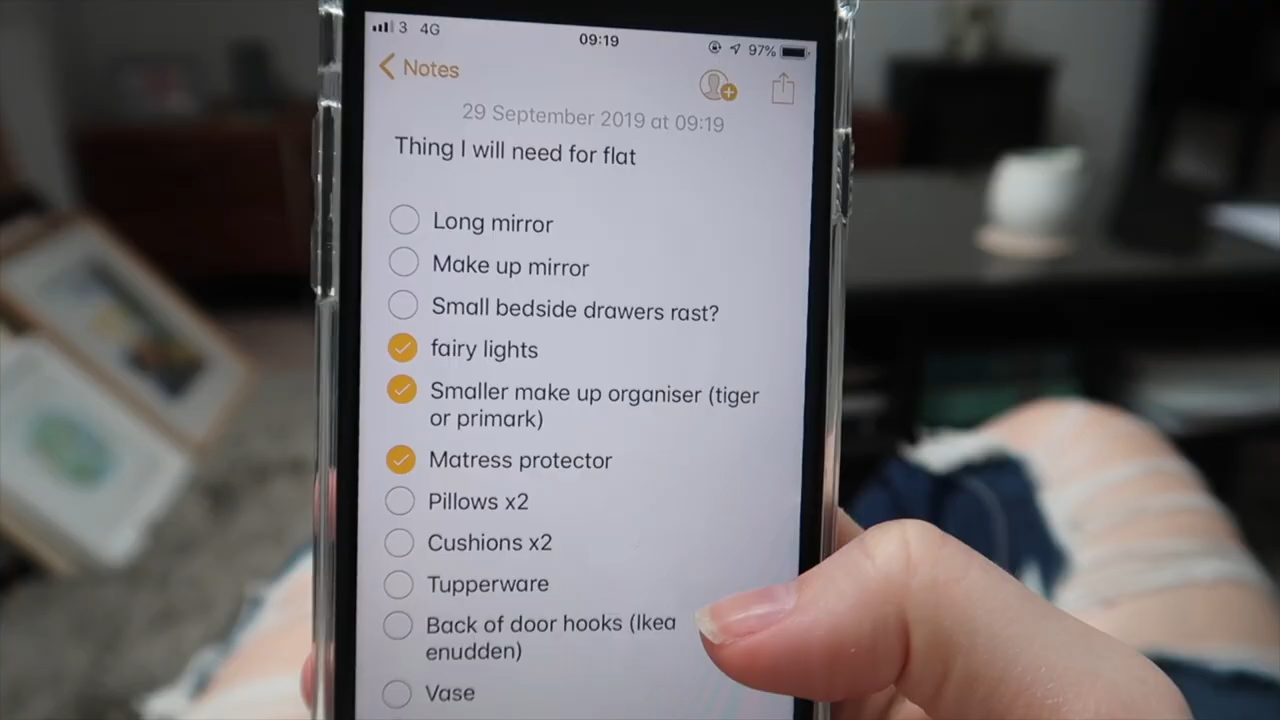 3 4G 09:19 97%
Notes
29 September 2019 at 09:19
Thing I will need for flat
Long mirror
Make up mirror
Small bedside drawers rast?
fairy lights
Smaller make up organiser (tiger
or primark)
Matress protector
Pillows x2
Cushions x2
Tupperware
Back of door hooks (Ikea
enudden)
Vase